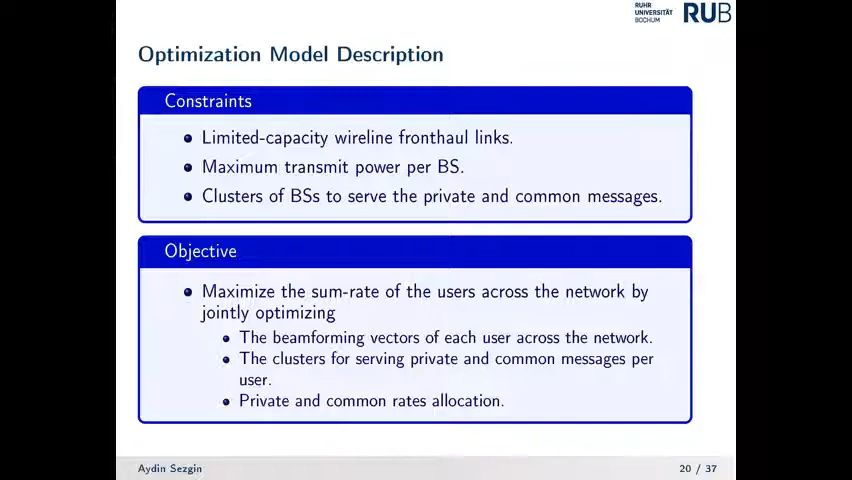 RUHR
UNIVERSITÄT
BOCHUM
RUB
Optimization Model Description
Constraints
Limited-capacity wireline fronthaul links.
Maximum transmit power per BS.
Clusters of BSs to serve the private and common messages.
Objective
Maximize the sum-rate of the users across the network by
jointly optimizing
The beamforming vectors of each user across the network.
The clusters for serving private and common messages per
user.
Private and common rates allocation.
Aydin Sezgin
20 / 37